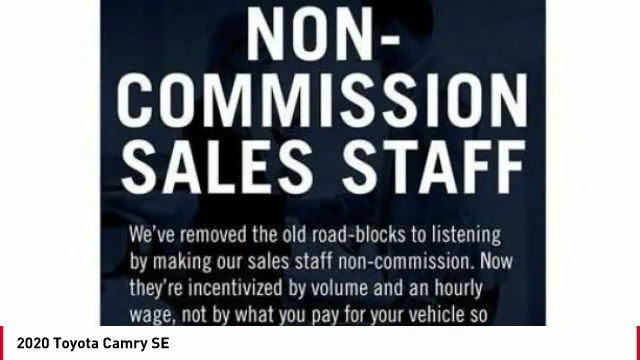 NON-
COMMISSION
SALES STAFF
We've removed the old road-blocks to listening
by making our sales staff non-commission. Now
they're incentivized by volume and an hourly
wage, not by what you pay for your vehicle so
2020 Toyota Camry SE